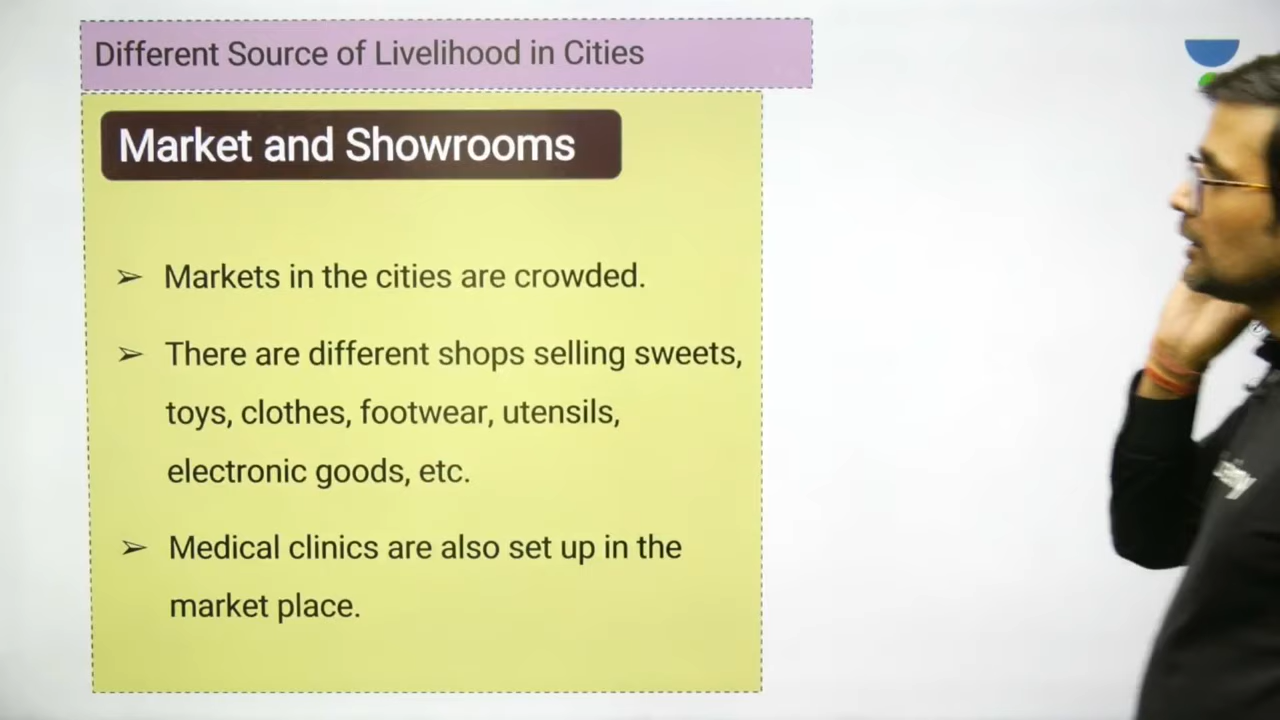 Different Source of Livelihood in Cities
Market and Showrooms
➢ Markets in the cities are crowded.
➢ There are different shops selling sweets,
toys, clothes, footwear, utensils,
electronic goods, etc.
➢ Medical clinics are also set up in the
market place.